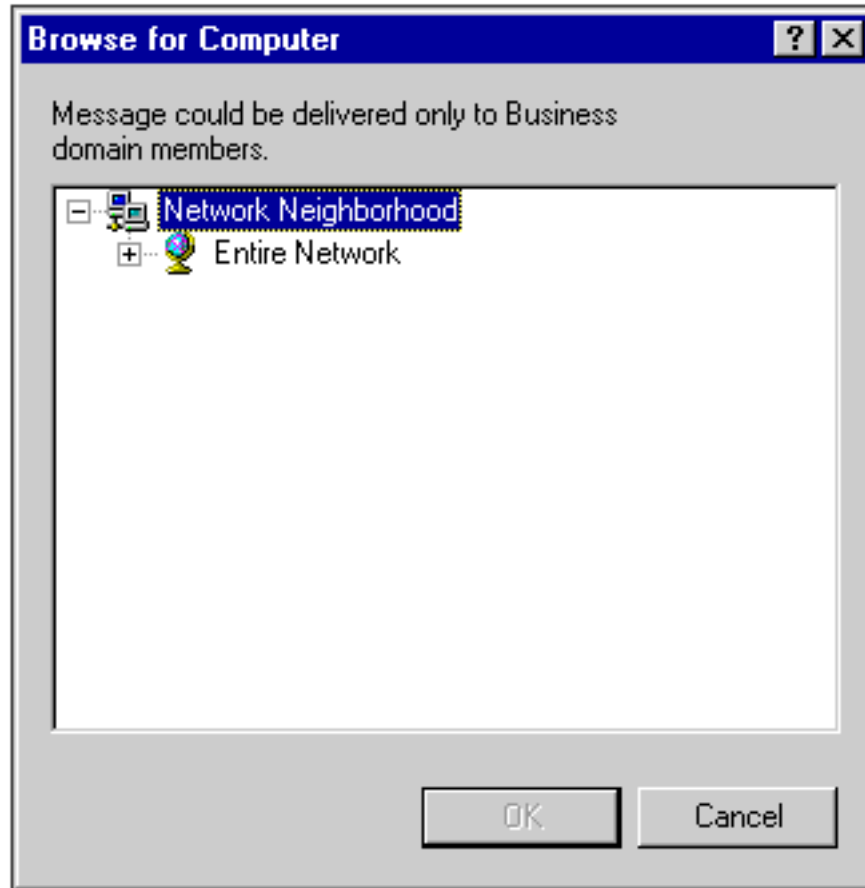 Browse for Computer
Message could be delivered only to Business
domain members.
Network Neighborhood
Entire Network
OK
Cancel